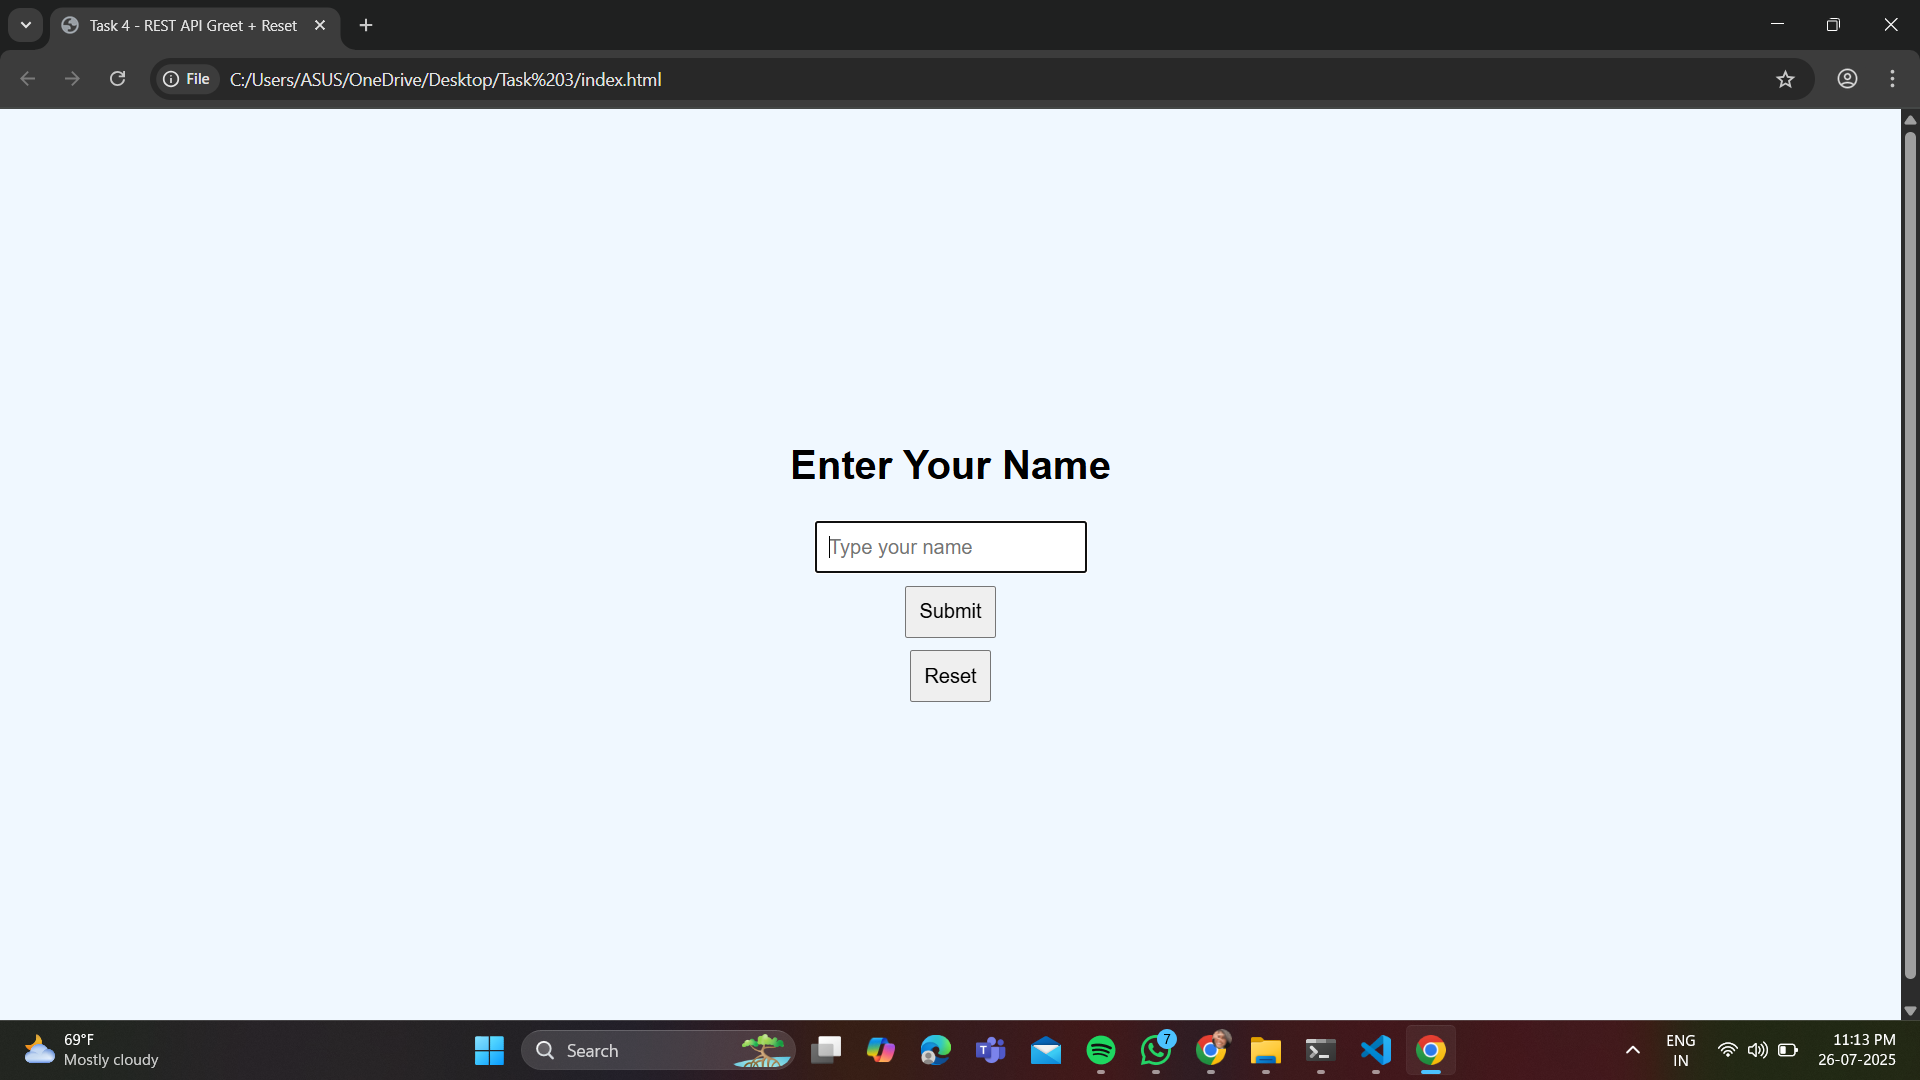 Task 4 - REST API Greet + Reset
File
C:/Users/ASUS/OneDrive/Desktop/Task%203/index.html
Enter Your Name
Type your name
Submit
Reset
69°F
Mostly cloudy
Search
T
7
ENG
IN
11:13 PM
26-07-2025